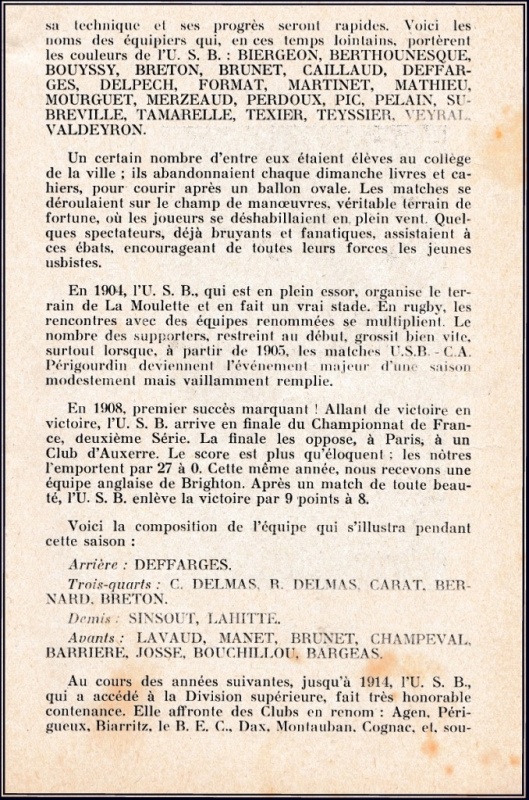 sa technique et ses progrès seront rapides. Voici les
noms des équipiers qui, en ces temps lointains, portèrent
les couleurs de l'U. S. B. : BIERGEON, BERTHOUNESQUE,
BOUYSSY, BRETON, BRUNET, CAILLAUD, DEFFAR-
GES, DELPECH, FORMAT, MARTINET, MATHIEU,
MOURGUET, MERZEAUD, PERDOUX, PIC, PELAIN, SU-
BREVILLE, TAMARELLE, TEXIER, TEYSSIER, VEYRAL,
VALDEYRON.
Un certain nombre d'entre eux étaient élèves au collège
de la ville ; ils abandonnaient chaque dimanche livres et ca-
hiers, pour courir après un ballon ovale. Les matches se
déroulaient sur le champ de manœuvres, véritable terrain de
fortune, où les joueurs se déshabillaient en plein vent. Quel-
ques spectateurs, déjà bruyants et fanatiques, assistaient à
ces ébats, encourageant de toutes leurs forces les jeunes
usbistes.
En 1904, l'U. S. B., qui est en plein essor, organise le ter-
rain de La Moulette et en fait un vrai stade. En rugby, les
rencontres avec des équipes renommées se multiplient. Le
nombre des supporters, restreint au début, grossit bien vite,
surtout lorsque, à partir de 1905, les matches U.S.B. - C.A.
Périgourdin deviennent l'événement majeur d'une saison
modestement mais vaillamment remplie.
En 1908, premier succès marquant ! Allant de victoire en
victoire, l'U. S. B. arrive en finale du Championnat de Fran-
ce, deuxième Série. La finale les oppose, à Paris, à un
Club d'Auxerre. Le score est plus qu'éloquent : les nôtres
l'emportent par 27 à 0. Cette même année, nous recevons une
équipe anglaise de Brighton. Après un match de toute beau-
té, l'U. S. B. enlève la victoire par 9 points à 8.
Voici la composition de l'équipe qui s'illustra pendant
cette saison :
Arrière : DEFFARGES.
Trois-quarts : C. DELMAS, R. DELMAS, CARAT, BER-
NARD, BRETON.
Demis : SINSOUT, LAHITTE.
Avants : LAVAUD, MANET, BRUNET, CHAMPEVAL,
BARRIERE, JOSSE, BOUCHILLOU, BARGEAS.
Au cours des années suivantes, jusqu'à 1914, l'U. S. B.,
qui a accédé à la Division supérieure, fait très honorable
contenance. Elle affronte des Clubs en renom : Agen, Péri-
gueux, Biarritz, le B. E. C., Dax, Montauban, Cognac, et, sou-